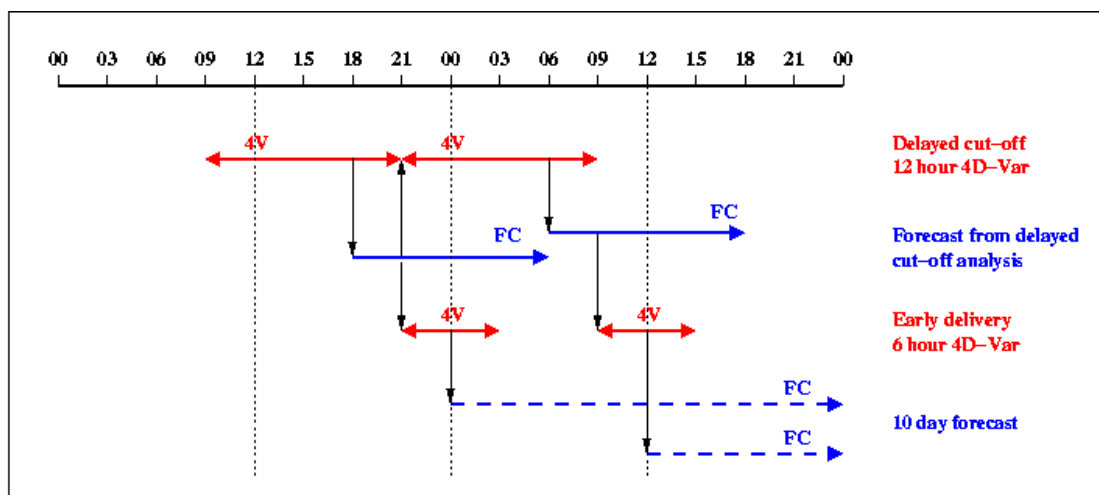 00 03 06 09 12 15 18 21 00 03 06 09 12 15 18 21 00
4V 4V
Delayed cut–off
12 hour 4D–Var
FC
FC
Forecast from delayed
cut–off analysis
4V 4V
Early delivery
6 hour 4D–Var
FC
10 day forecast
FC